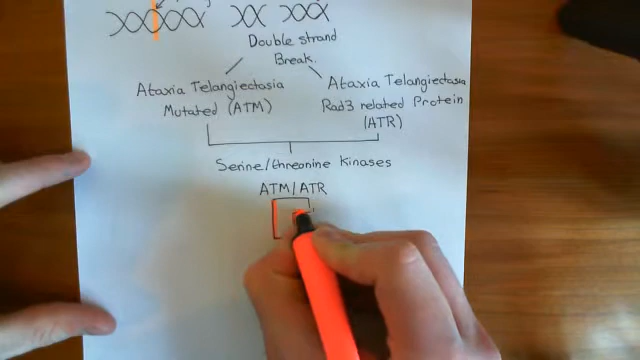 Double strand
Break.
Ataxia Telangiectasia
Mutated (ATM)
Ataxia Telangiectasia
Rad3 related Protein
(ATR)
Serine/threonine Kinases
ATM/ATR